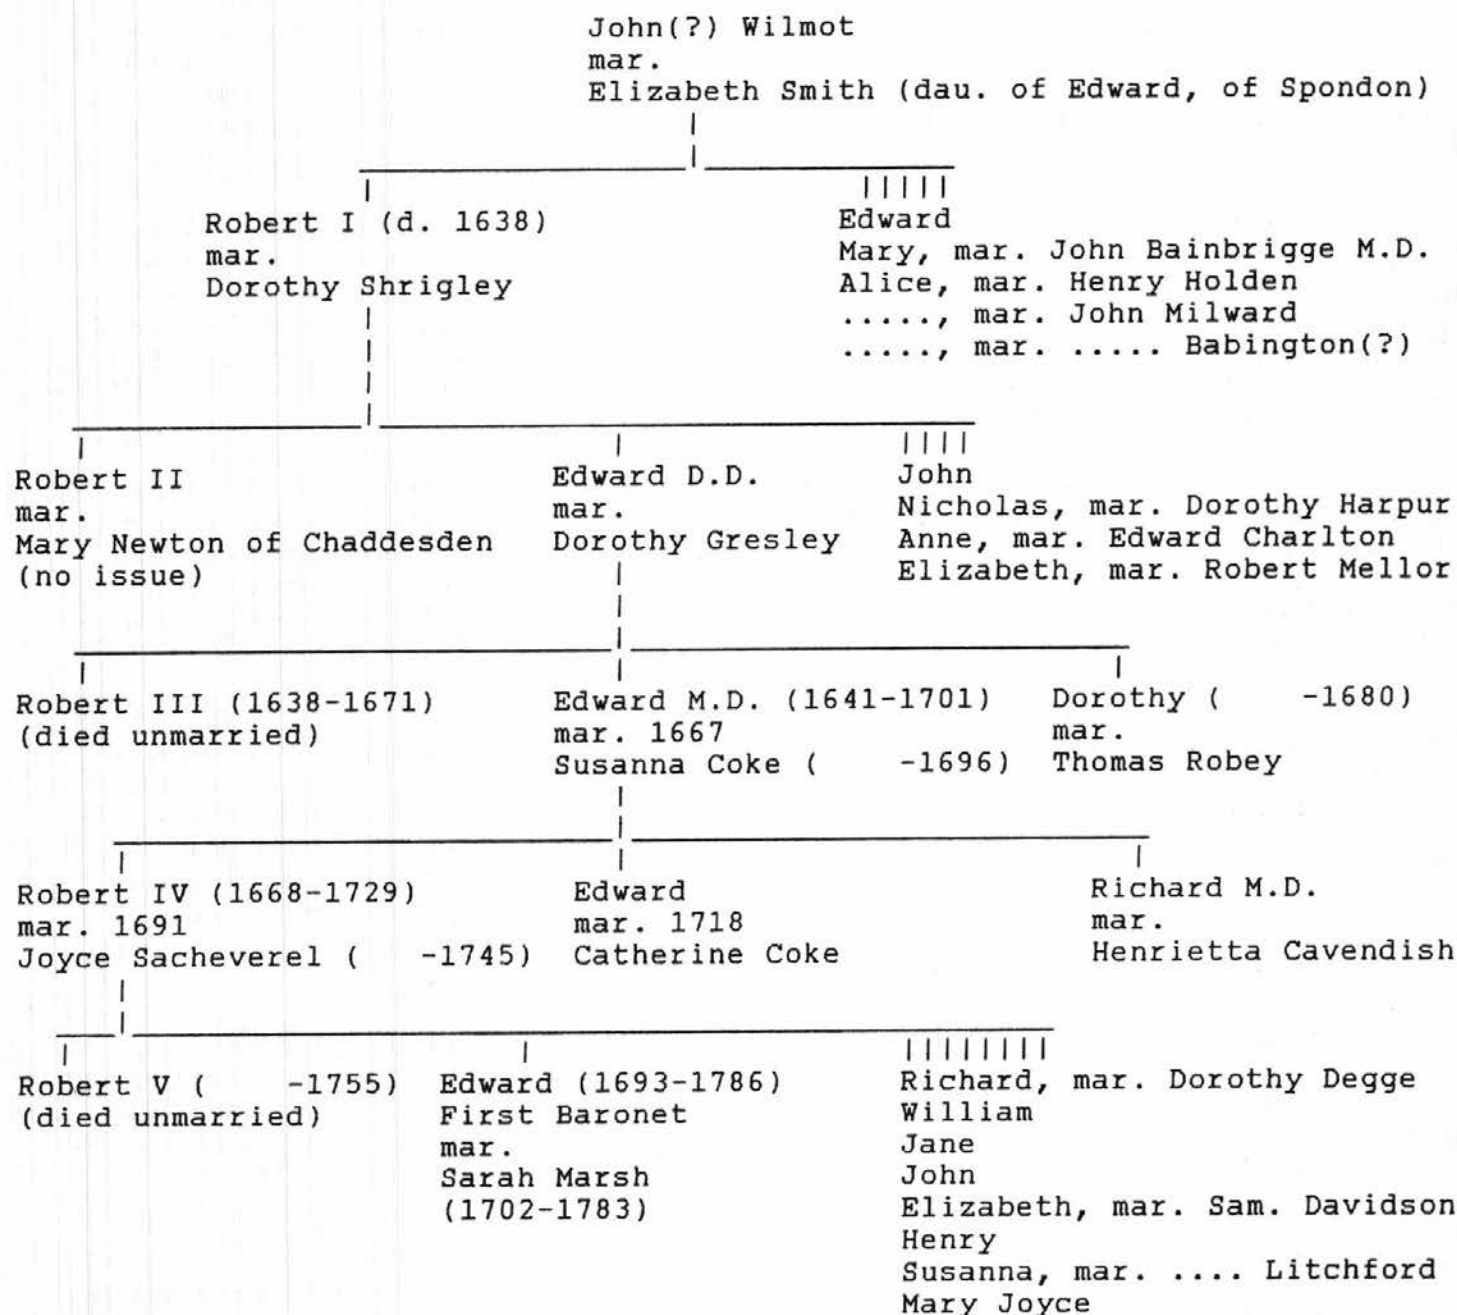 John(?) Wilmot
mar.
Elizabeth Smith (dau. of Edward, of Spondon)
Robert I (d. 1638)
mar.
Dorothy Shrigley
Edward
Mary, mar. John Bainbrigge M.D.
Alice, mar. Henry Holden
....., mar. John Milward
....., mar. ..... Babington(?)
Robert II
mar.
Mary Newton of Chaddesden
(no issue)
Edward D.D.
mar.
Dorothy Gresley
John
Nicholas, mar. Dorothy Harpur
Anne, mar. Edward Charlton
Elizabeth, mar. Robert Mellor
Robert III (1638-1671)
(died unmarried)
Edward M.D. (1641-1701)
mar. 1667
Susanna Coke (    -1696)
Dorothy (    -1680)
mar.
Thomas Robey
Robert IV (1668-1729)
mar. 1691
Joyce Sacheverel (    -1745)
Edward
mar. 1718
Catherine Coke
Richard M.D.
mar.
Henrietta Cavendish
Robert V (    -1755)
(died unmarried)
Edward (1693-1786)
First Baronet
mar.
Sarah Marsh
(1702-1783)
Richard, mar. Dorothy Degge
William
Jane
John
Elizabeth, mar. Sam. Davidson
Henry
Susanna, mar. .... Litchford
Mary Joyce